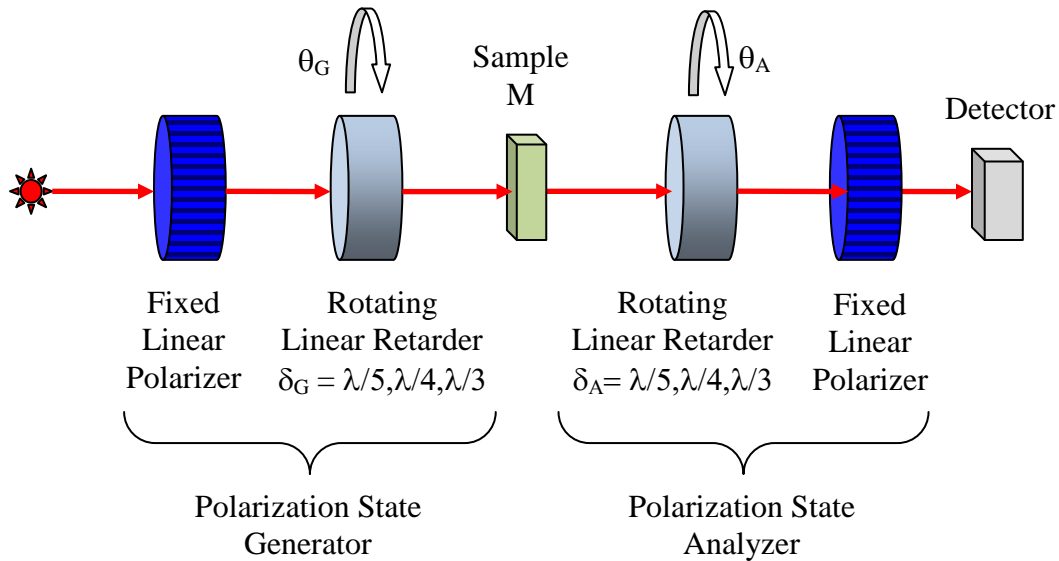 θG
Sample
M
θA
Detector
Fixed
Linear
Polarizer
Rotating
Linear Retarder
δG = λ/5,λ/4,λ/3
Rotating
Linear Retarder
δA= λ/5,λ/4,λ/3
Fixed
Linear
Polarizer
Polarization State
Generator
Polarization State
Analyzer